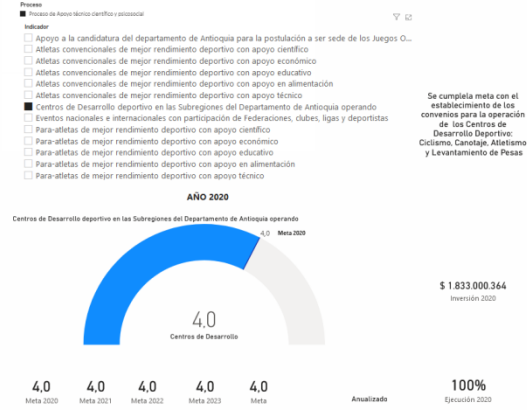 Proceso
Proceso de Apoyo técnico científico y psicosocial
Indicador
Apoyo a la candidatura del departamento de Antioquia para la postulación a ser sede de los Juegos O...
Atletas convencionales de mejor rendimiento deportivo con apoyo científico
Atletas convencionales de mejor rendimiento deportivo con apoyo económico
Atletas convencionales de mejor rendimiento deportivo con apoyo educativo
Atletas convencionales de mejor rendimiento deportivo con apoyo en alimentación
Atletas convencionales de mejor rendimiento deportivo con apoyo técnico
Centros de Desarrollo deportivo en las Subregiones del Departamento de Antioquia operando
Eventos nacionales e internacionales con participación de Federaciones, clubes, ligas y deportistas
Para-atletas de mejor rendimiento deportivo con apoyo científico
Para-atletas de mejor rendimiento deportivo con apoyo económico
Para-atletas de mejor rendimiento deportivo con apoyo educativo
Para-atletas de mejor rendimiento deportivo con apoyo en alimentación
Para-atletas de mejor rendimiento deportivo con apoyo técnico
Se cumplela meta con el
establecimiento de los
convenios para la operación
de los Centros de
Desarrollo Deportivo:
Ciclismo, Canotaje, Atletismo
y Levantamiento de Pesas
AÑO 2020
Centros de Desarrollo deportivo en las Subregiones del Departamento de Antioquia operando
4,0 Meta 2020
4,0
Centros de Desarrollo
$ 1.833.000.364
Inversión 2020
4,0 4,0 4,0 4,0 4,0
Meta 2020 Meta 2021 Meta 2022 Meta 2023 Meta
Anualizado
100%
Ejecución 2020